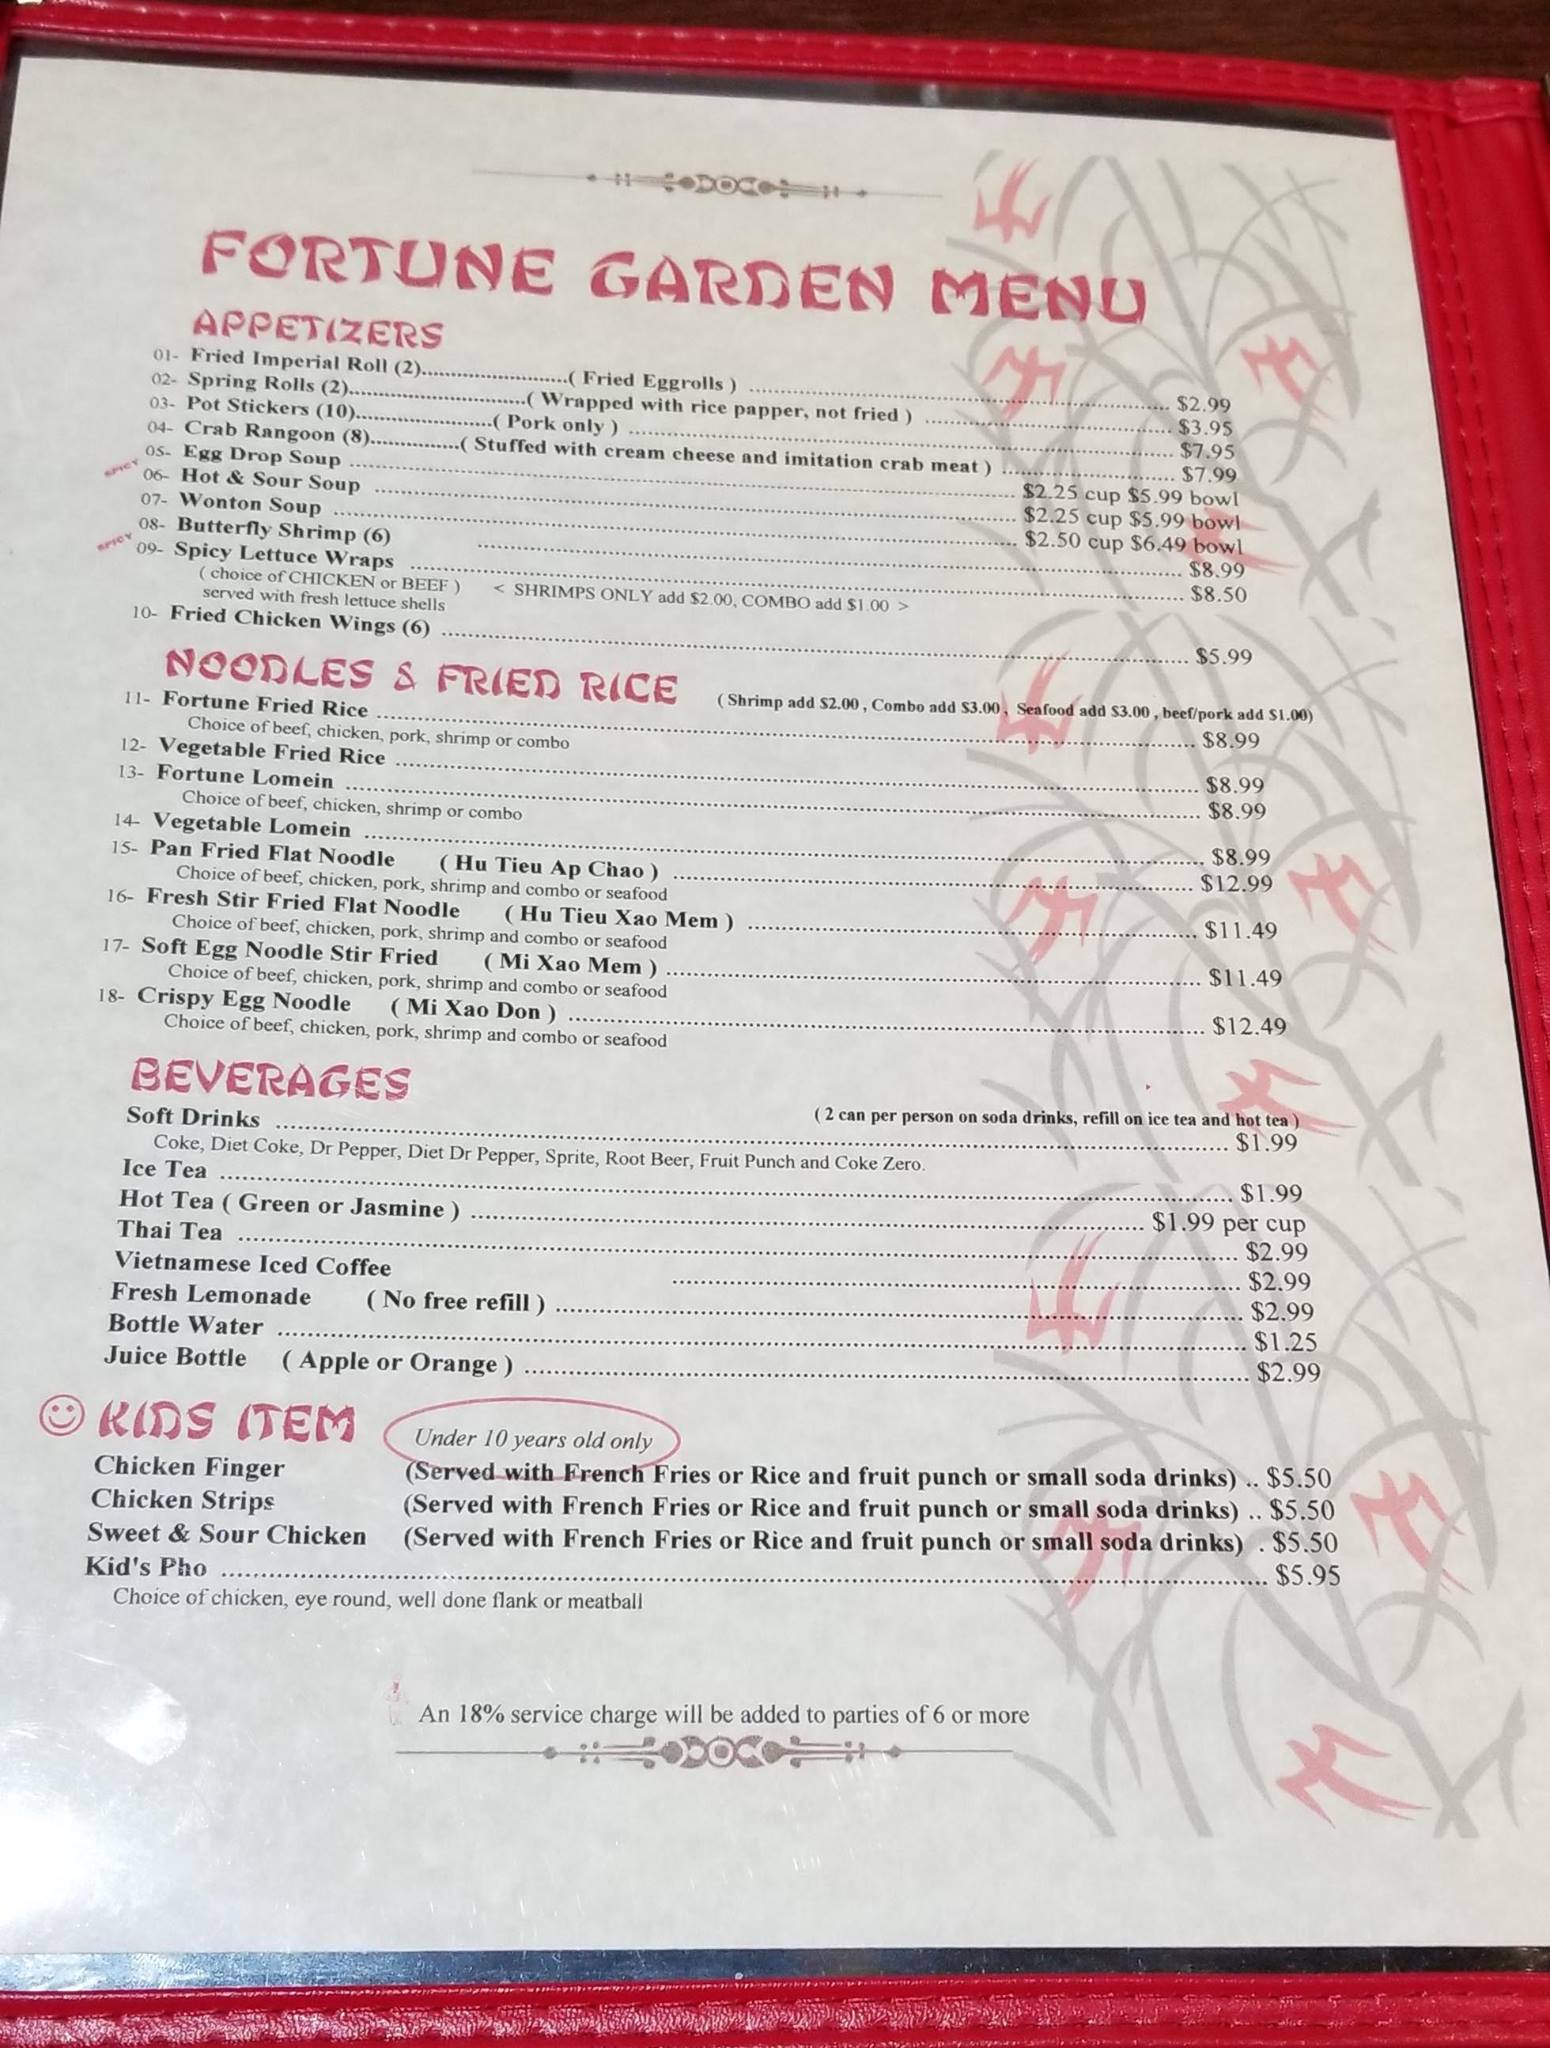 FORTUNE GARDEN MENU
APPETIZERS
01- Fried Imperial Roll (2)........................( Fried Eggrolls ) ........................ $2.99
02- Spring Rolls (2)........................( Wrapped with rice papper, not fried ) ........................ $3.95
03- Pot Stickers (10)........................( Pork only ) ........................ $7.95
04- Crab Rangoon (8)...............( Stuffed with cream cheese and imitation crab meat ) ........................ $7.99
05- Egg Drop Soup ........................ $2.25 cup $5.99 bowl
SPICY 06- Hot & Sour Soup ........................ $2.25 cup $5.99 bowl
07- Wonton Soup ........................ $2.50 cup $6.49 bowl
08- Butterfly Shrimp (6) ........................ $8.99
SPICY 09- Spicy Lettuce Wraps ........................ $8.50
( choice of CHICKEN or BEEF ) < SHRIMPS ONLY add $2.00, COMBO add $1.00 >
served with fresh lettuce shells
10- Fried Chicken Wings (6) ........................ $5.99
NOODLES & FRIED RICE ( Shrimp add $2.00 , Combo add $3.00 , Seafood add $3.00 , beef/pork add $1.00)
11- Fortune Fried Rice ........................ $8.99
Choice of beef, chicken, pork, shrimp or combo
12- Vegetable Fried Rice ........................ $8.99
13- Fortune Lomein ........................ $8.99
Choice of beef, chicken, shrimp or combo
14- Vegetable Lomein ........................ $8.99
15- Pan Fried Flat Noodle ( Hu Tieu Ap Chao ) ........................ $12.99
Choice of beef, chicken, pork, shrimp and combo or seafood
16- Fresh Stir Fried Flat Noodle ( Hu Tieu Xao Mem ) ........................ $11.49
Choice of beef, chicken, pork, shrimp and combo or seafood
17- Soft Egg Noodle Stir Fried ( Mi Xao Mem ) ........................ $11.49
Choice of beef, chicken, pork, shrimp and combo or seafood
18- Crispy Egg Noodle ( Mi Xao Don ) ........................ $12.49
Choice of beef, chicken, pork, shrimp and combo or seafood
BEVERAGES
( 2 can per person on soda drinks, refill on ice tea and hot tea )
Soft Drinks ........................ $1.99
Coke, Diet Coke, Dr Pepper, Diet Dr Pepper, Sprite, Root Beer, Fruit Punch and Coke Zero.
Ice Tea ........................ $1.99
Hot Tea ( Green or Jasmine ) ........................ $1.99 per cup
Thai Tea ........................ $2.99
Vietnamese Iced Coffee ........................ $2.99
Fresh Lemonade ( No free refill ) ........................ $2.99
Bottle Water ........................ $1.25
Juice Bottle ( Apple or Orange ) ........................ $2.99
KIDS ITEM Under 10 years old only
Chicken Finger (Served with French Fries or Rice and fruit punch or small soda drinks) .. $5.50
Chicken Strips (Served with French Fries or Rice and fruit punch or small soda drinks) .. $5.50
Sweet & Sour Chicken (Served with French Fries or Rice and fruit punch or small soda drinks) . $5.50
Kid's Pho ........................ $5.95
Choice of chicken, eye round, well done flank or meatball
An 18% service charge will be added to parties of 6 or more